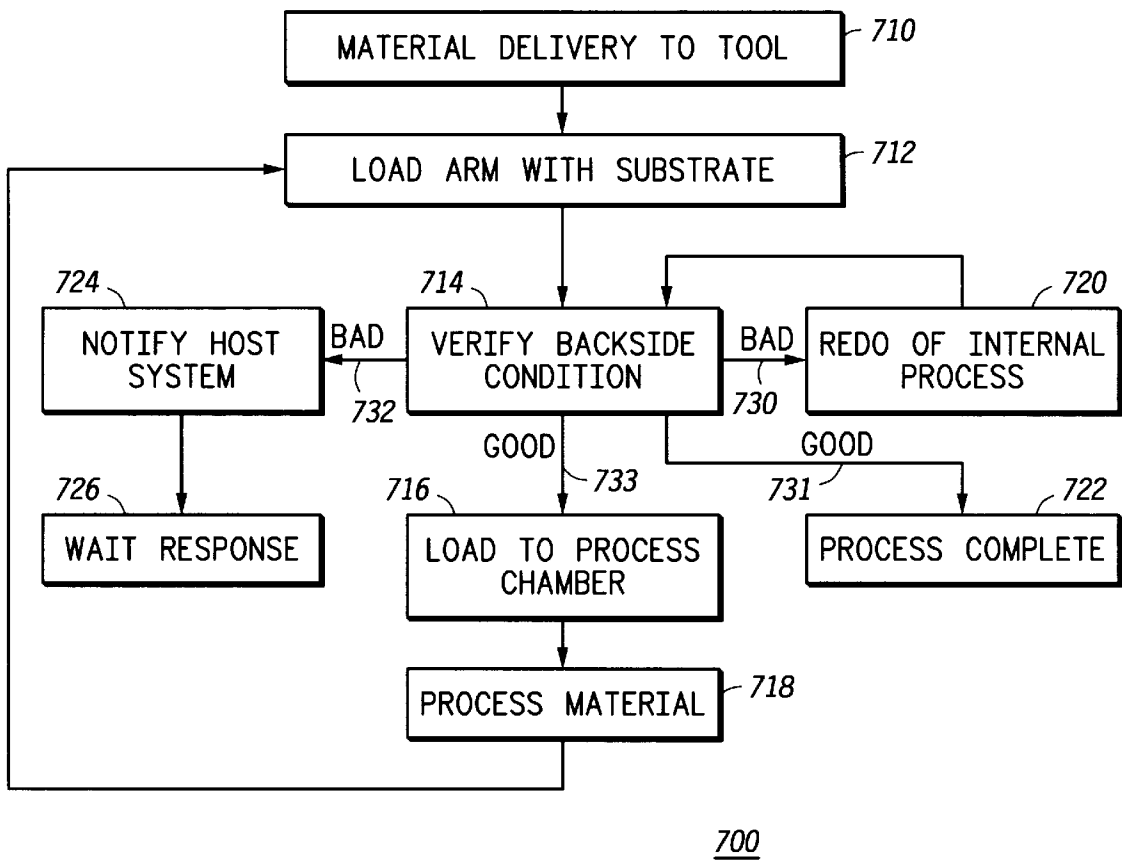 MATERIAL DELIVERY TO TOOL
710
LOAD ARM WITH SUBSTRATE
712
724
NOTIFY HOST
SYSTEM
BAD
732
714
VERIFY BACKSIDE
CONDITION
BAD
730
720
REDO OF INTERNAL
PROCESS
GOOD
733
GOOD
731
726
WAIT RESPONSE
716
LOAD TO PROCESS
CHAMBER
722
PROCESS COMPLETE
PROCESS MATERIAL
718
700